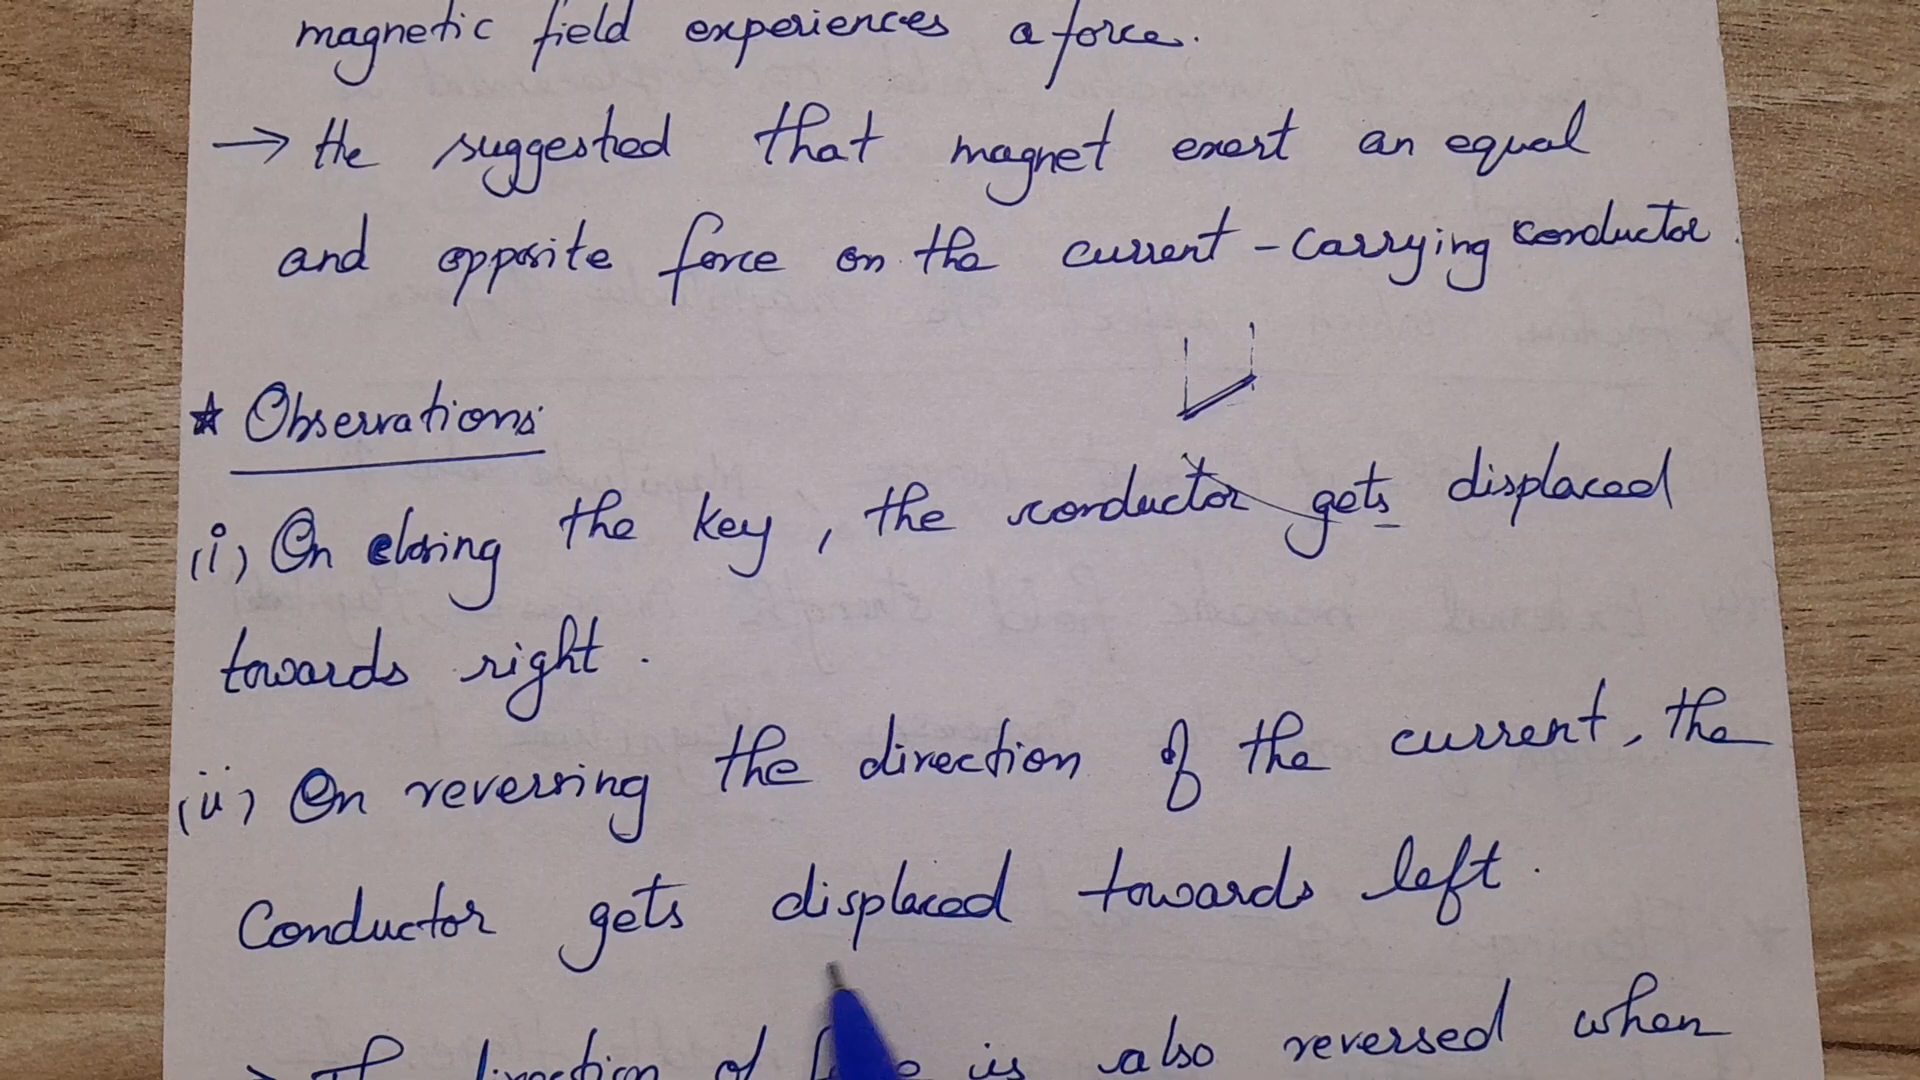 magnetic field experiences a force.
→ He suggested that magnet exert an equal
and opposite force on the current - Carrying conductor.
★ Observations:
(i) On closing the key, the conductor gets displaced
towards right.
(ii) On reversing the direction of the current, the
Conductor gets displaced towards left.
direction of is also reversed when